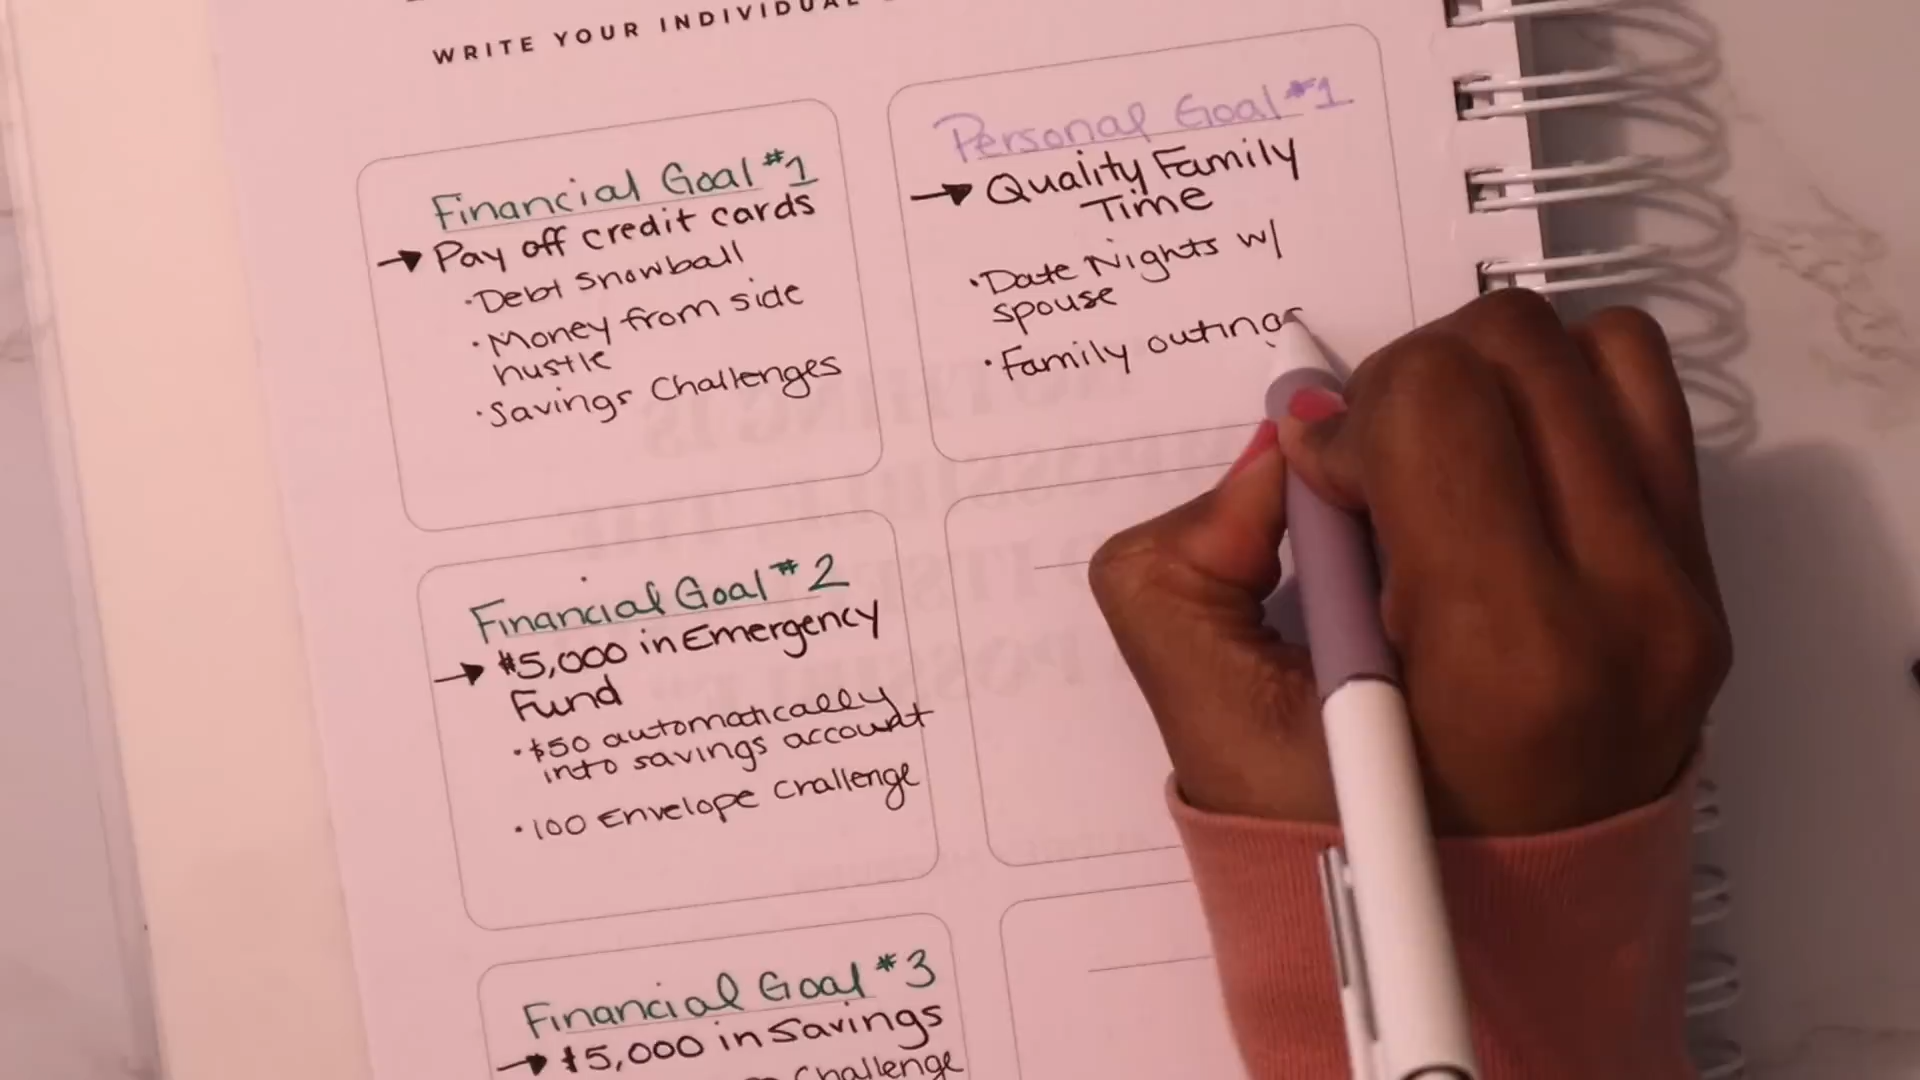 WRITE YOUR INDIVIDUAL
Financial Goal #1
→ Pay off credit cards
• Debt Snowball
• Money from side
hustle
• Savings Challenges
Personal Goal #1
→ Quality Family
Time
• Date Nights w/
spouse
• Family outings
Financial Goal #2
→ $5,000 in Emergency
Fund
• $50 automatically
into savings account
• 100 Envelope Challenge
Financial Goal #3
→ $5,000 in Savings
Challenge